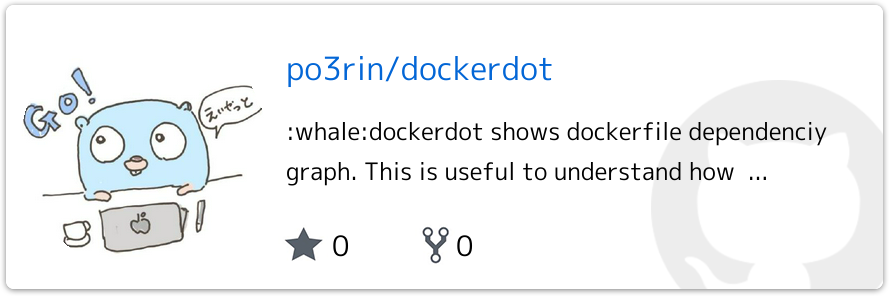 po3rin/dockerdot
GO!
えいやっと
:whale:dockerdot shows dockerfile dependenciy
graph. This is useful to understand how ...
0 0